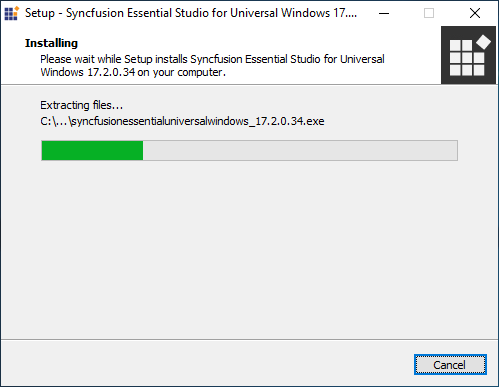 Setup - Syncfusion Essential Studio for Universal Windows 17....
Installing
Please wait while Setup installs Syncfusion Essential Studio for Universal
Windows 17.2.0.34 on your computer.
Extracting files...
C:\...\syncfusionessentialuniversalwindows_17.2.0.34.exe
Cancel